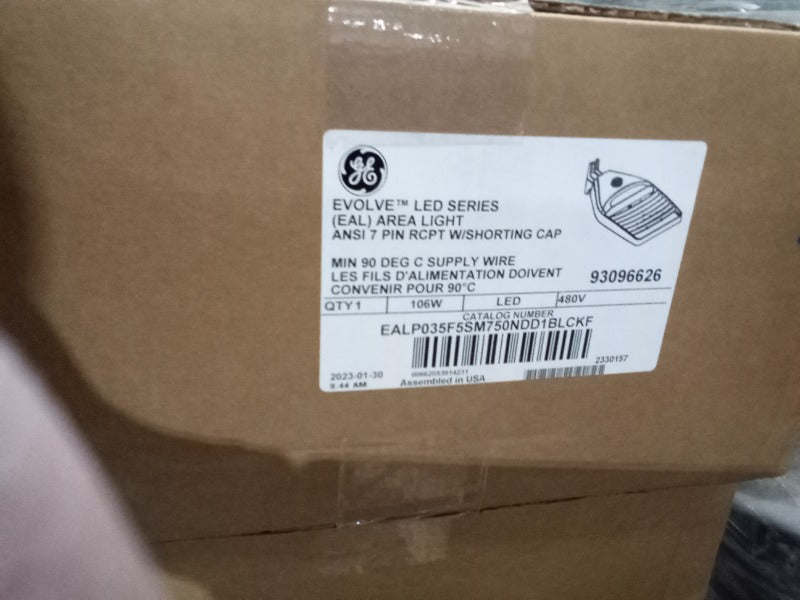 GE
EVOLVE™ LED SERIES
(EAL) AREA LIGHT
ANSI 7 PIN RCPT W/SHORTING CAP
MIN 90 DEG C SUPPLY WIRE
LES FILS D'ALIMENTATION DOIVENT
CONVENIR POUR 90°C
93096626
QTY 1 106W LED 480V
CATALOG NUMBER
EALP035F5SM750NDD1BLCKF
2330157
2023-01-30
9:44 AM
Assembled in USA